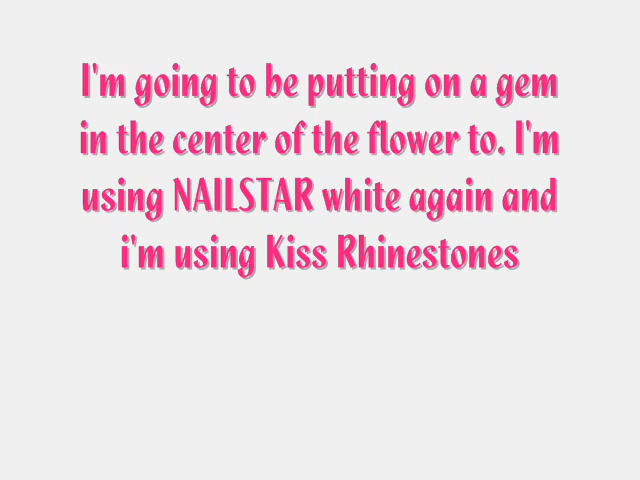 I'm going to be putting on a gem
in the center of the flower to. I'm
using NAILSTAR white again and
i'm using Kiss Rhinestones